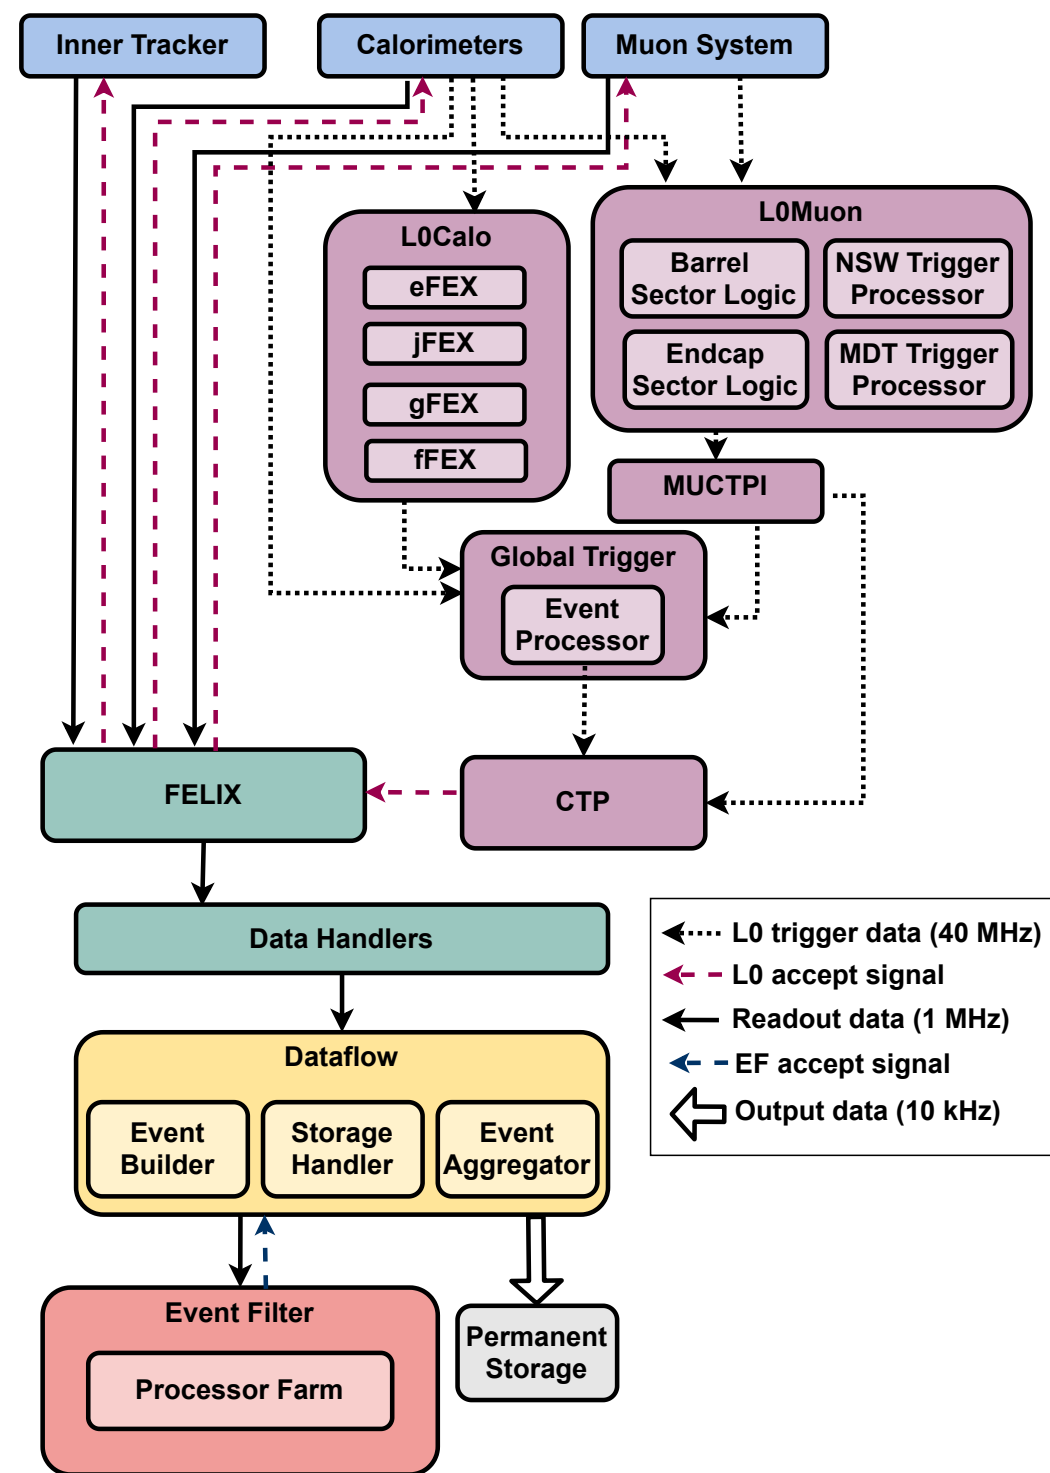 Inner Tracker
Calorimeters
Muon System
L0Calo
eFEX
jFEX
gFEX
fFEX
L0Muon
Barrel
Sector Logic
NSW Trigger
Processor
Endcap
Sector Logic
MDT Trigger
Processor
MUCTPI
Global Trigger
Event
Processor
FELIX
CTP
Data Handlers
L0 trigger data (40 MHz)
L0 accept signal
Readout data (1 MHz)
EF accept signal
Output data (10 kHz)
Dataflow
Event
Builder
Storage
Handler
Event
Aggregator
Event Filter
Processor Farm
Permanent
Storage